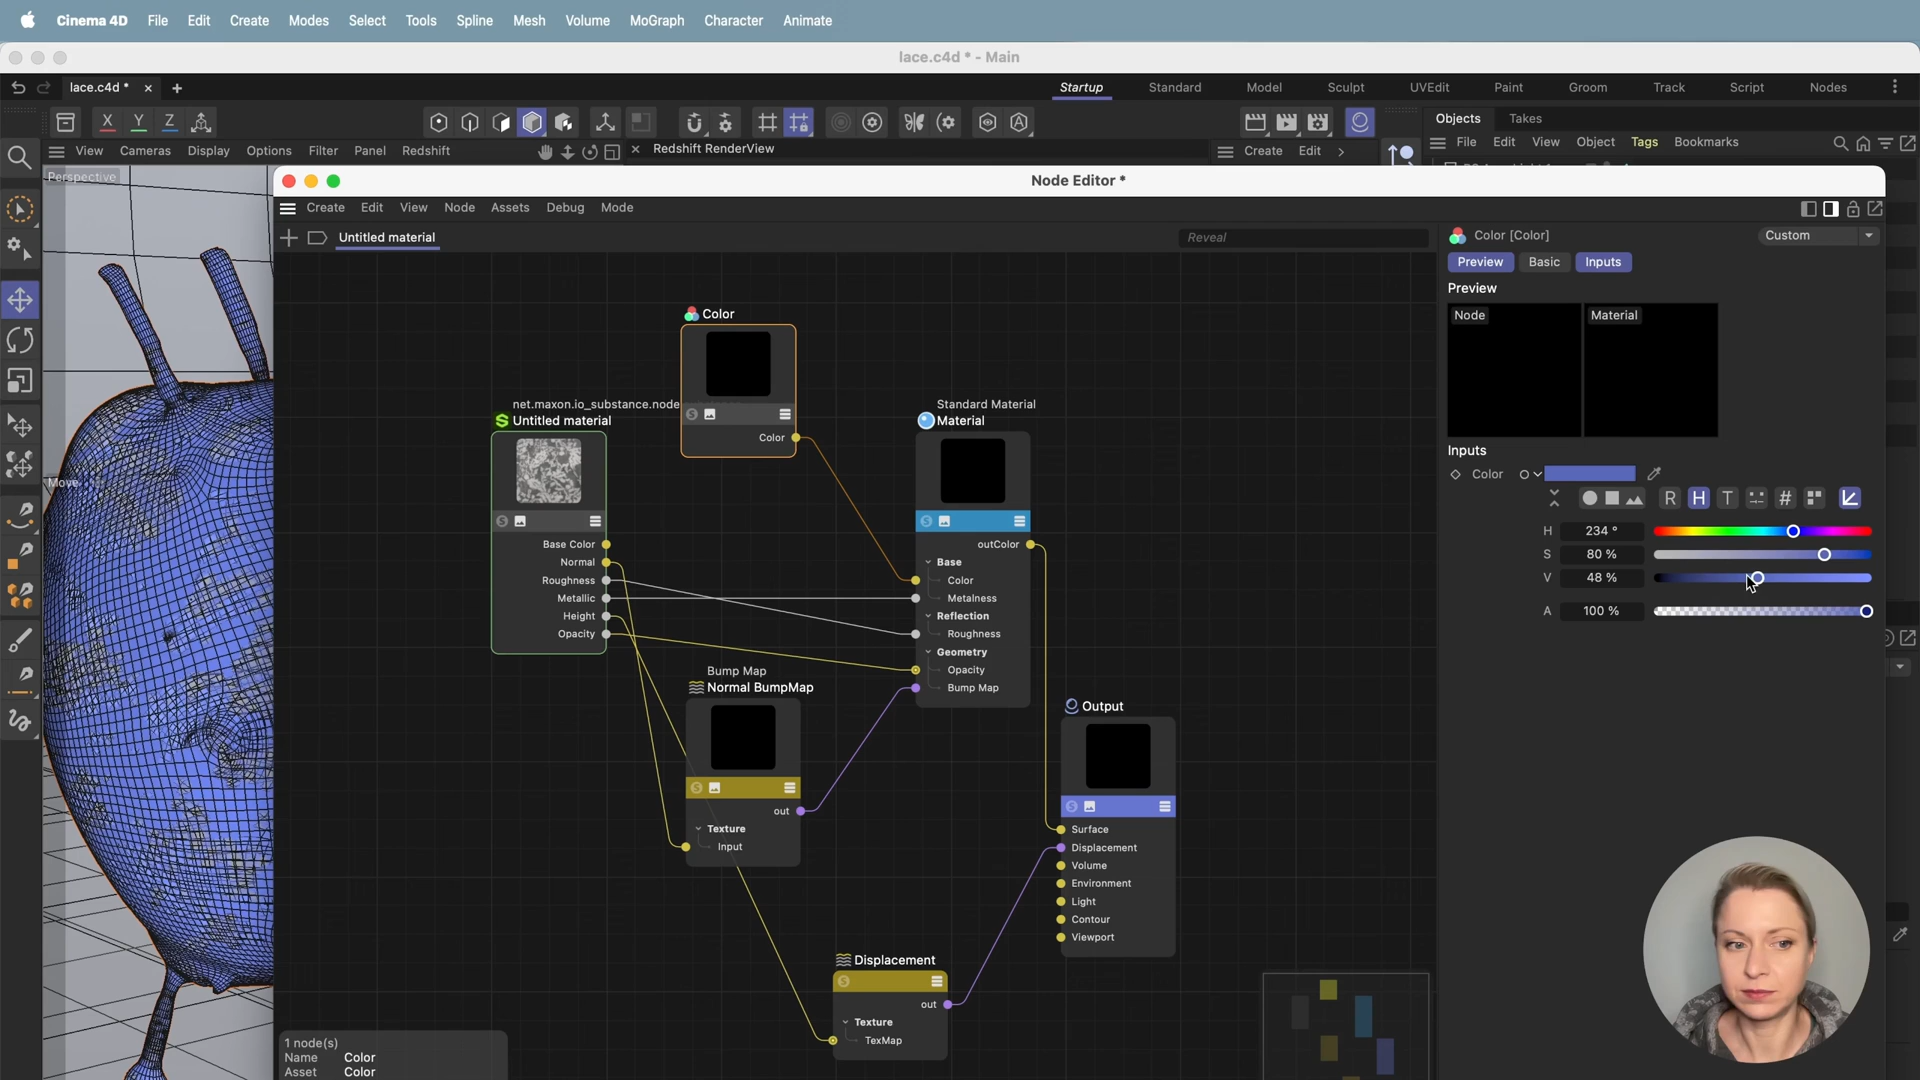 Cinema 4D File Edit Create Modes Select Tools Spline Mesh Volume MoGraph Character Animate
lace.c4d * - Main
lace.c4d *
Startup Standard Model Sculpt UVEdit Paint Groom Track Script Nodes
X Y Z
Objects Takes
View Cameras Display Options Filter Panel Redshift
Redshift RenderView
Create Edit
File Edit View Object Tags Bookmarks
Perspective
Node Editor *
Create Edit View Node Assets Debug Mode
Untitled material
Reveal
Move
Color
Color
net.maxon.io_substance.node
Untitled material
Base Color
Normal
Roughness
Metallic
Height
Opacity
Standard Material
Material
outColor
Base
Color
Metalness
Reflection
Roughness
Geometry
Opacity
Bump Map
Bump Map
Normal BumpMap
out
Texture
Input
Output
Surface
Displacement
Volume
Environment
Light
Contour
Viewport
Displacement
out
Texture
TexMap
1 node(s)
Name Color
Asset Color
Color [Color]
Custom
Preview Basic Inputs
Preview
Node Material
Inputs
Color
R H T #
H 234 °
S 80 %
V 48 %
A 100 %